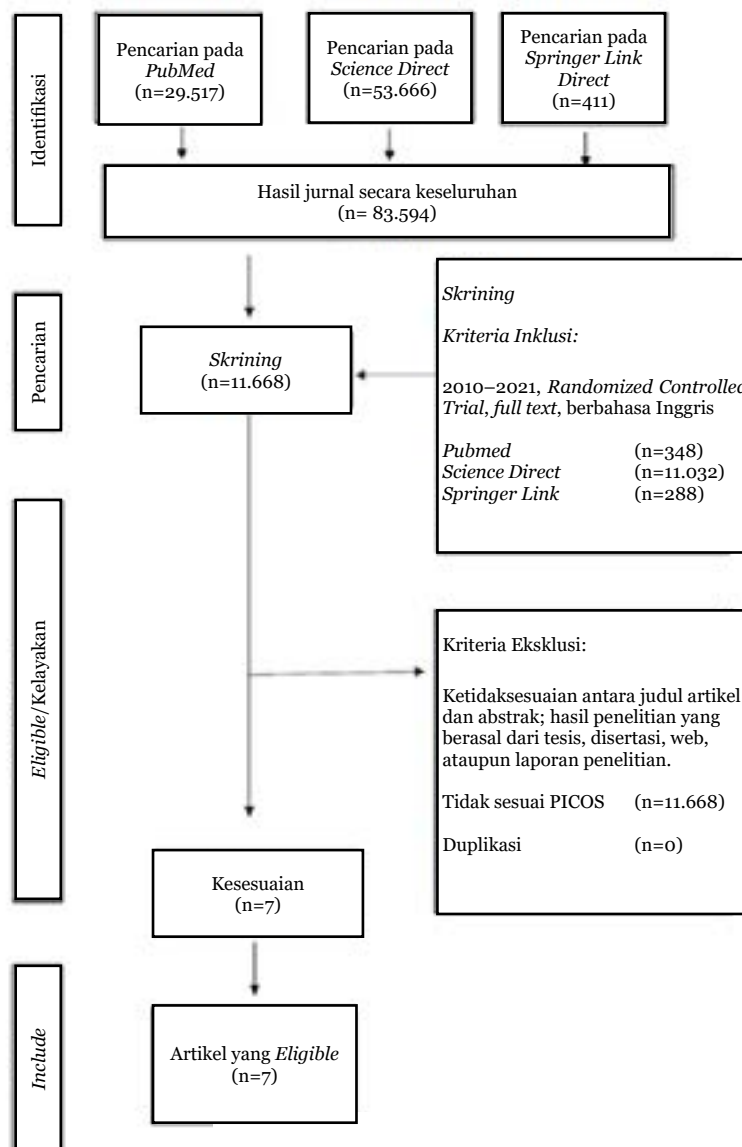 Identifikasi
Pencarian pada
PubMed
(n=29.517)
Pencarian pada
Science Direct
(n=53.666)
Pencarian pada
Springer Link
Direct
(n=411)
Hasil jurnal secara keseluruhan
(n= 83.594)
Pencarian
Skrining
(n=11.668)
Skrining
Kriteria Inklusi:
2010–2021, Randomized Controlled
Trial, full text, berbahasa Inggris
Pubmed (n=348)
Science Direct (n=11.032)
Springer Link (n=288)
Eligible/Kelayakan
Kriteria Eksklusi:
Ketidaksesuaian antara judul artikel
dan abstrak; hasil penelitian yang
berasal dari tesis, disertasi, web,
ataupun laporan penelitian.
Tidak sesuai PICOS (n=11.668)
Duplikasi (n=0)
Kesesuaian
(n=7)
Include
Artikel yang Eligible
(n=7)